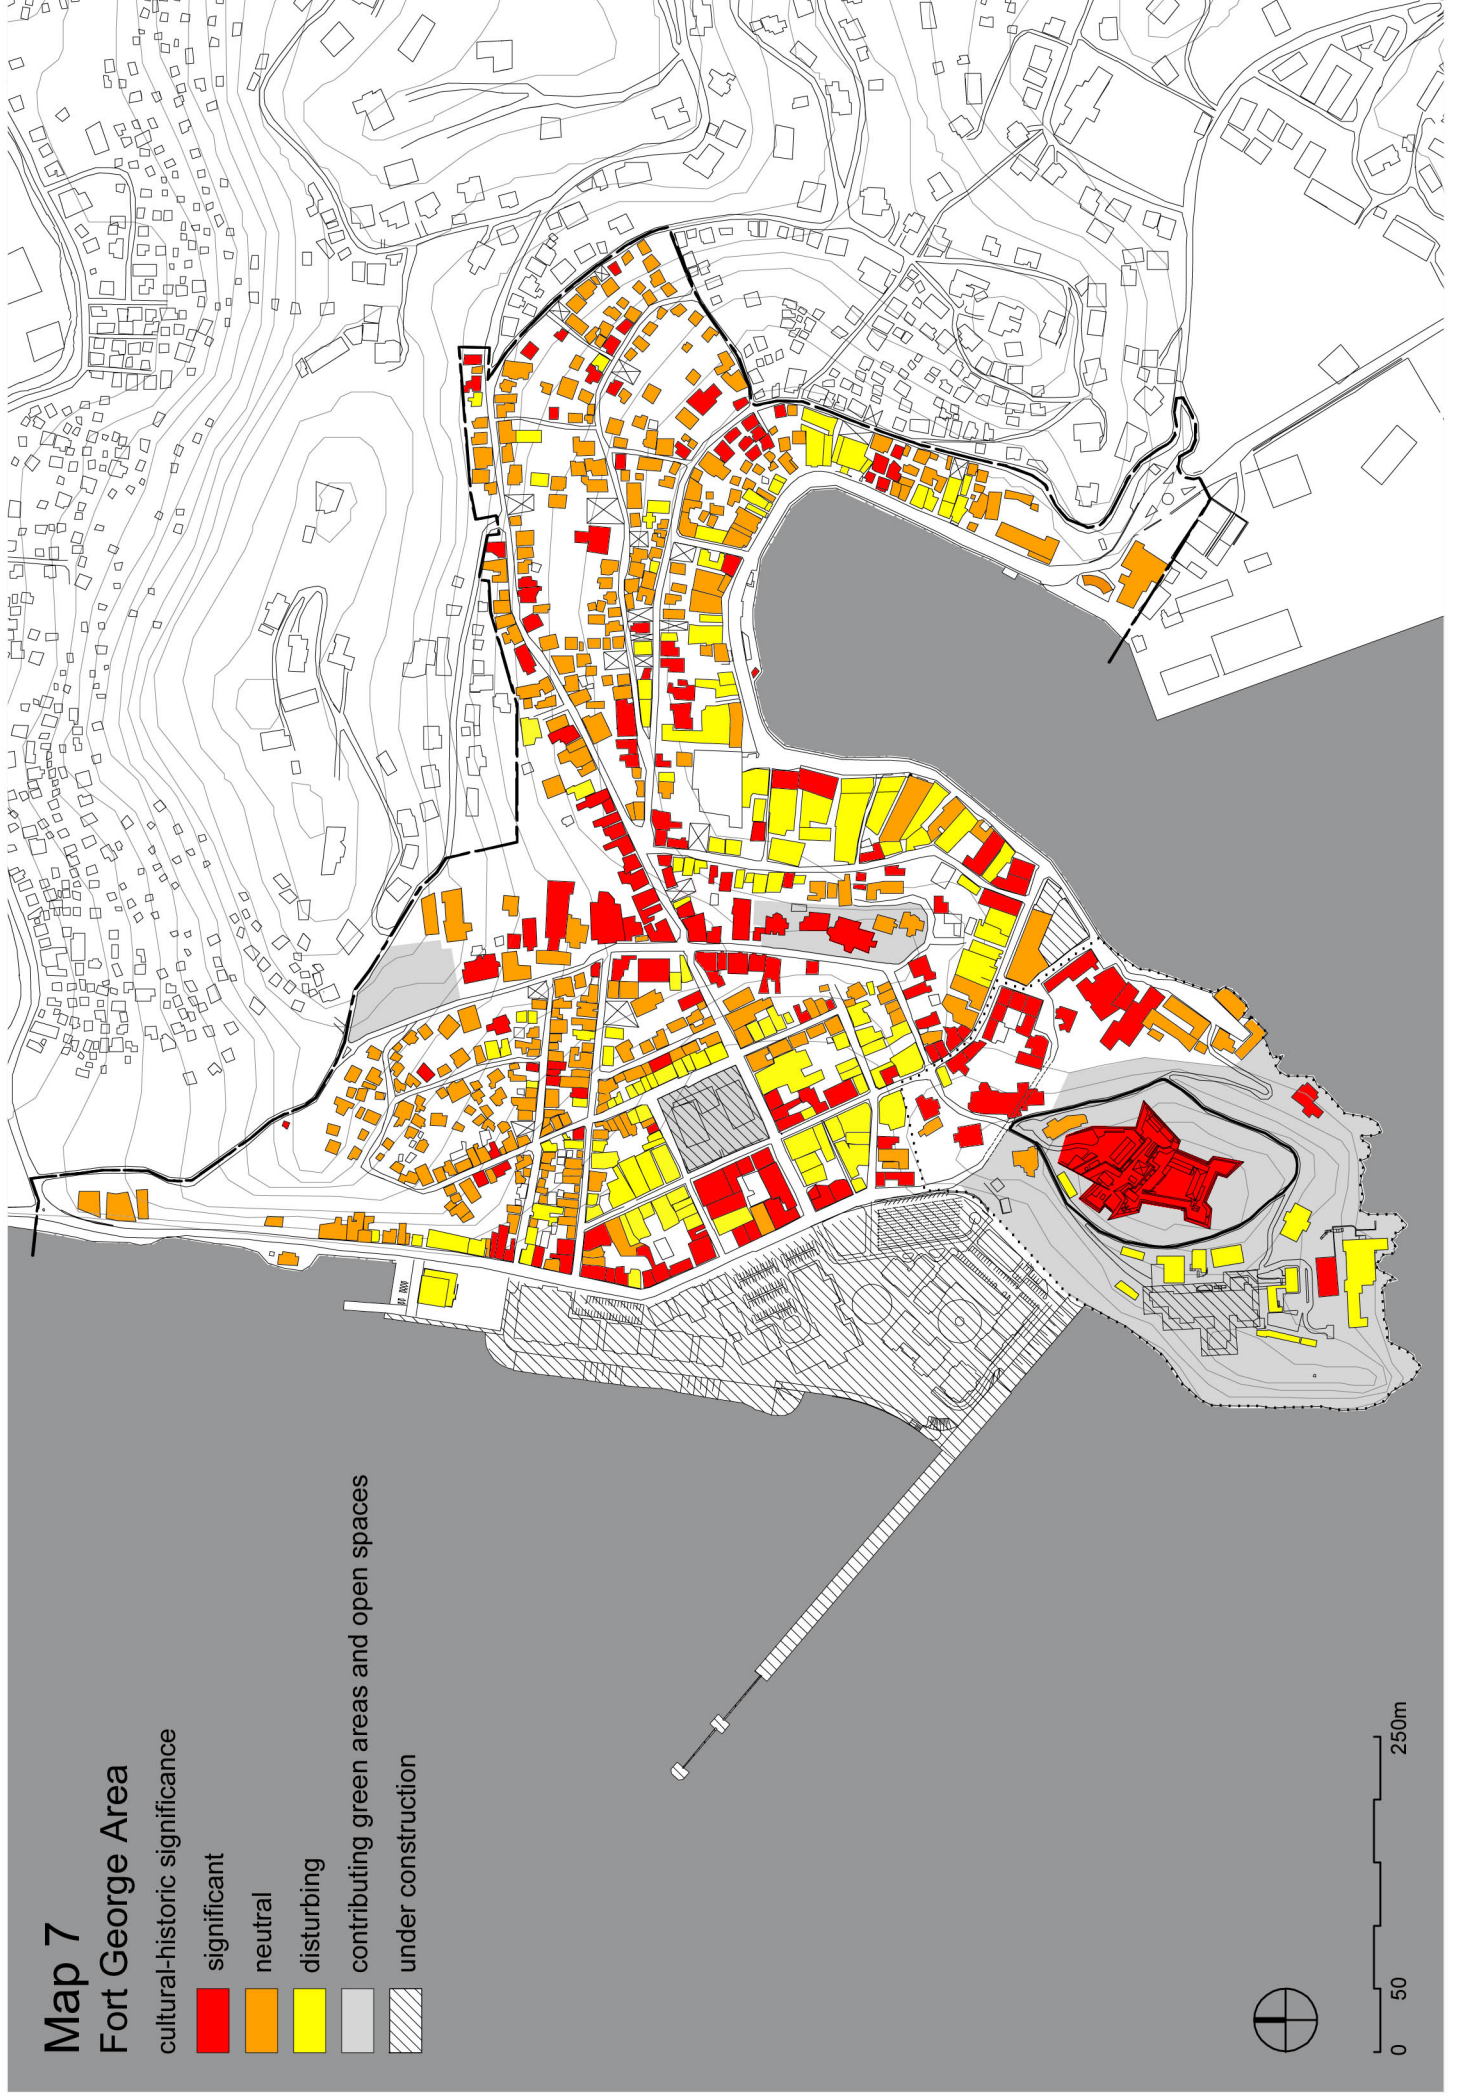 Map 7
Fort George Area
cultural-historic significance
significant
neutral
disturbing
contributing green areas and open spaces
under construction
0 50 250m